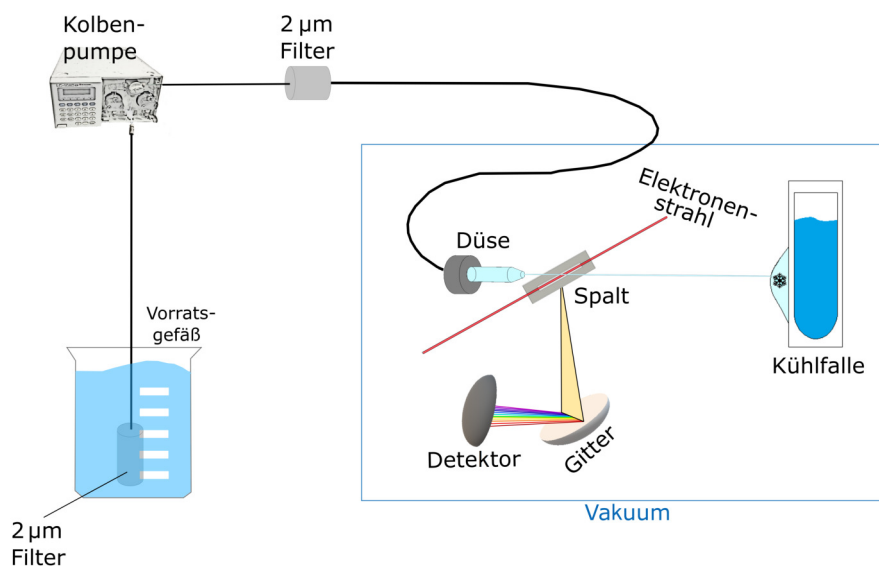 Kolben-
pumpe
2 µm
Filter
Elektronen-
strahl
Düse
Spalt
Vorrats-
gefäß
Kühlfalle
Detektor
Gitter
Vakuum
2 µm
Filter